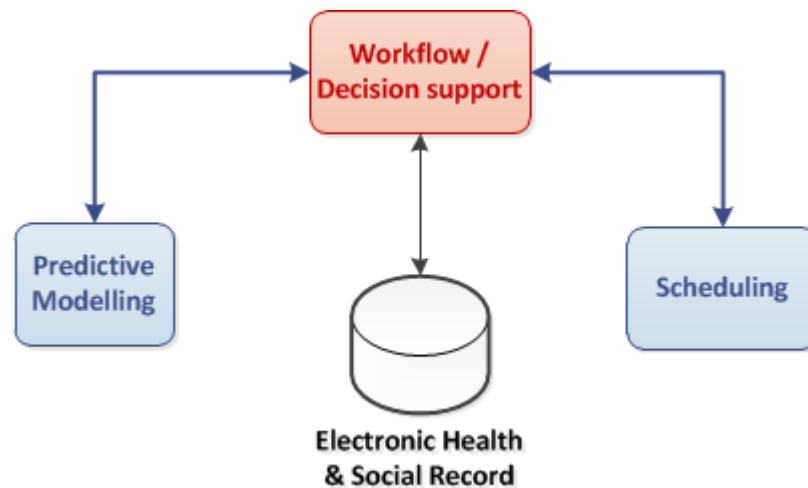 Workflow /
Decision support
Predictive
Modelling
Scheduling
Electronic Health
& Social Record